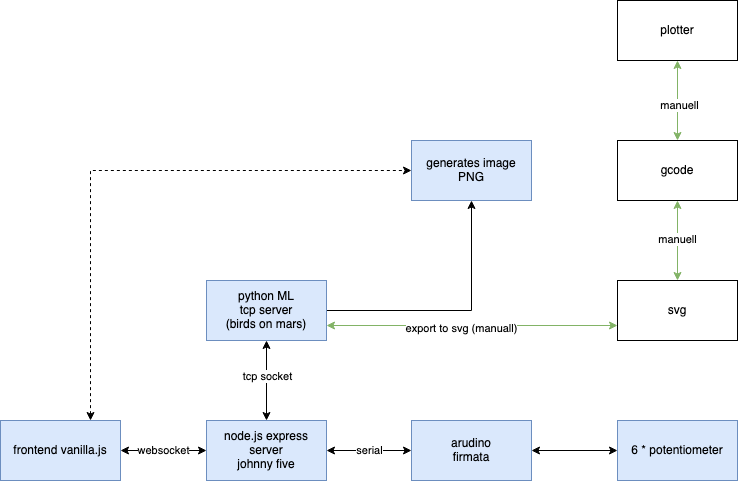 plotter
manuell
generates image
PNG
gcode
manuell
python ML
tcp server
(birds on mars)
export to svg (manuall)
svg
tcp socket
frontend vanilla.js
websocket
node.js express
server
johnny five
serial
arudino
firmata
6 * potentiometer